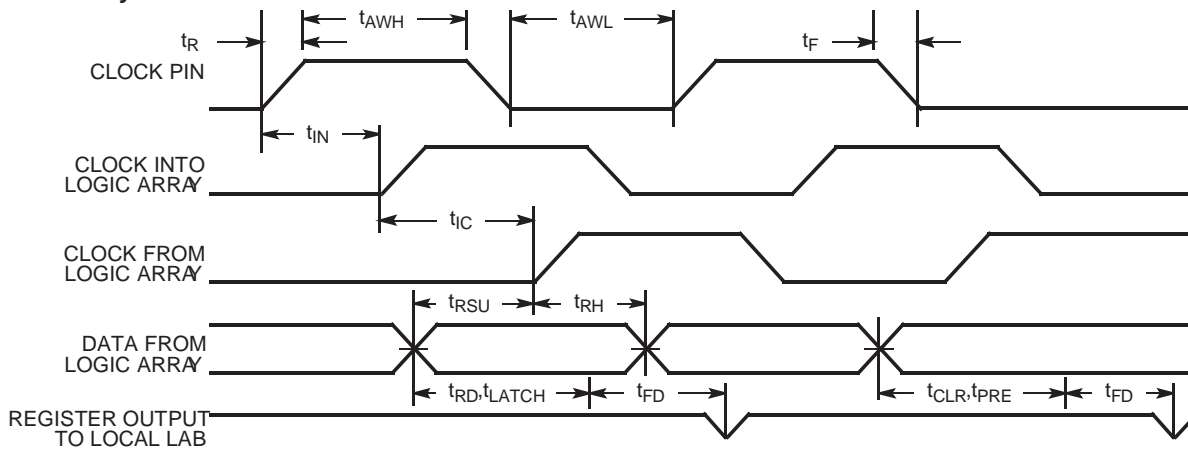 tAWH
tAWL
tR
tF
CLOCK PIN
tIN
CLOCK INTO
LOGIC ARRAY
tIC
CLOCK FROM
LOGIC ARRAY
tRSU
tRH
DATA FROM
LOGIC ARRAY
tRD,tLATCH
tFD
tCLR,tPRE
tFD
REGISTER OUTPUT
TO LOCAL LAB